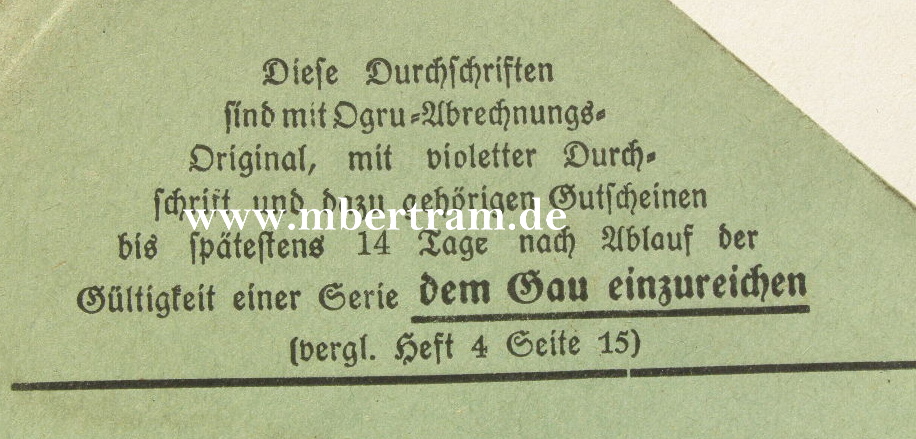 Diese Durchschriften
sind mit Ogru-Abrechnungs-
Original, mit violetter Durch-
schrift und dazu gehörigen Gutscheinen
www.mbertram.de
bis spätestens 14 Tage nach Ablauf der
Gültigkeit einer Serie dem Gau einzureichen
(vergl. Heft 4 Seite 15)